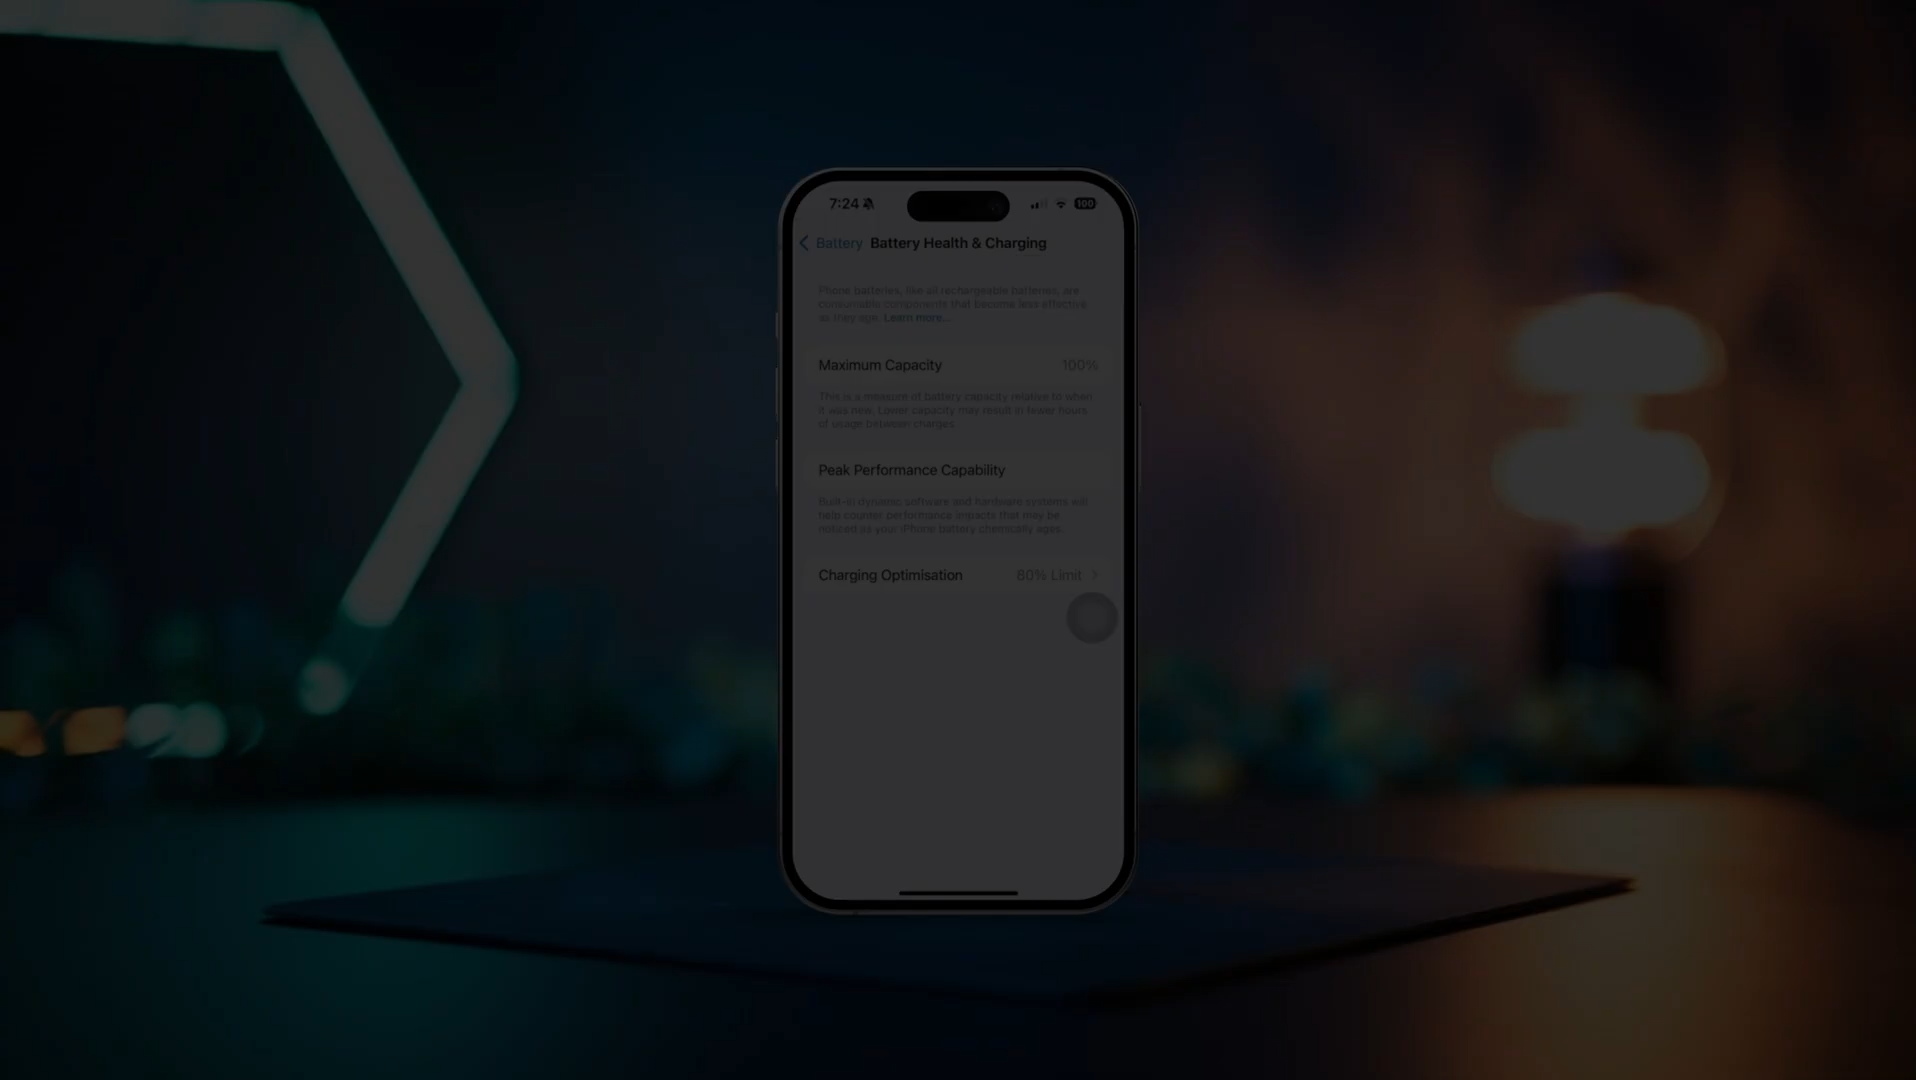 7:24
100
Battery Battery Health & Charging
Phone batteries, like all rechargeable batteries, are
consumable components that become less effective
as they age. Learn more...
Maximum Capacity 100%
This is a measure of battery capacity relative to when
it was new. Lower capacity may result in fewer hours
of usage between charges.
Peak Performance Capability
Built-in dynamic software and hardware systems will
help counter performance impacts that may be
noticed as your iPhone battery chemically ages.
Charging Optimisation 80% Limit